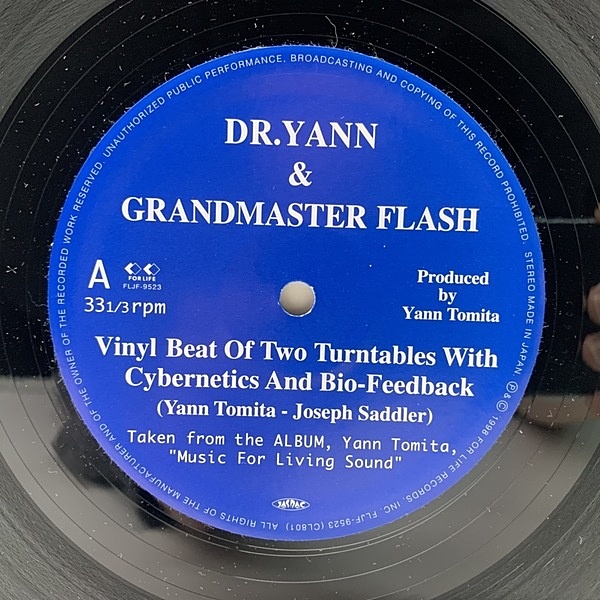 DR.YANN
&
GRANDMASTER FLASH
A
FOR LIFE
FLJF-9523
33 1/3 rpm
Produced
by
Yann Tomita
Vinyl Beat Of Two Turntables With
Cybernetics And Bio-Feedback
(Yann Tomita - Joseph Saddler)
Taken from the ALBUM, Yann Tomita,
"Music For Living Sound"
JASRAC
ALL RIGHTS OF THE MANUFACTURER AND OF THE OWNER OF THE RECORDED WORK RESERVED. UNAUTHORIZED PUBLIC PERFORMANCE, BROADCASTING AND COPYING OF THIS RECORD PROHIBITED. STEREO MADE IN JAPAN ℗&© 1998 FOR LIFE RECORDS, INC. FLJF-9523 (CL801)